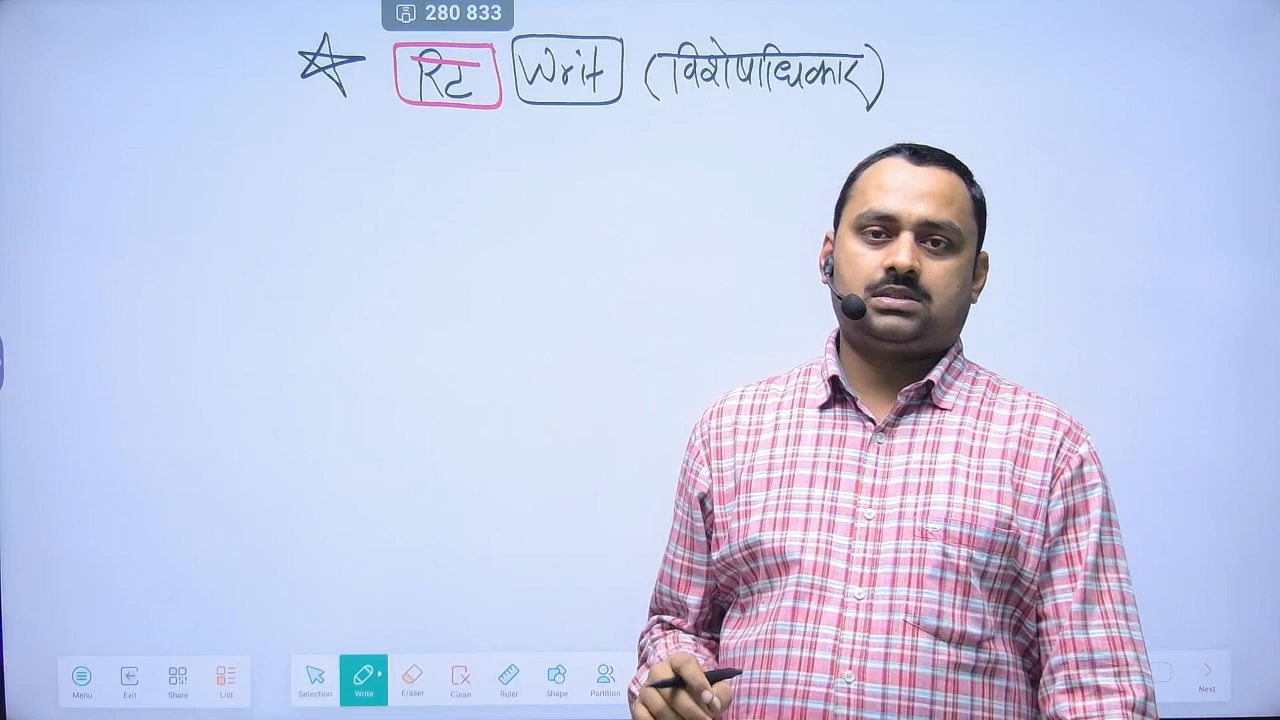 280 833
रिट Writ (विशेषाधिकार)
Menu Exit Share List Selection Write Eraser Clean Ruler Shape Partition Next